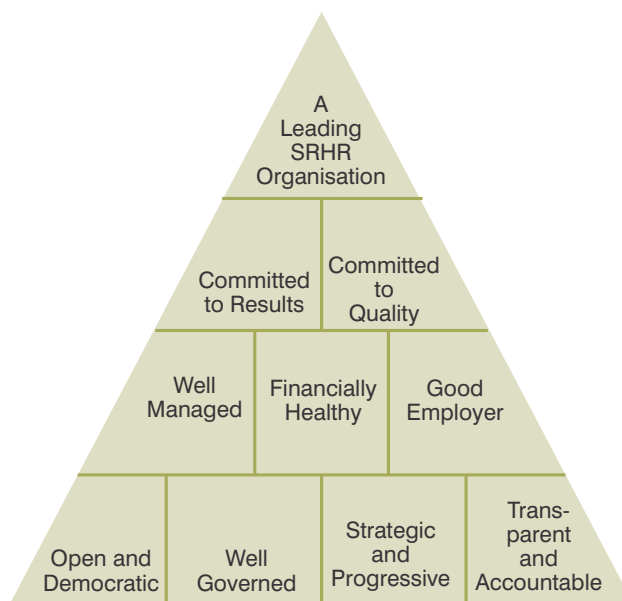 A
Leading
SRHR
Organisation
Committed
to Results
Committed
to
Quality
Well
Managed
Financially
Healthy
Good
Employer
Open and
Democratic
Well
Governed
Strategic
and
Progressive
Trans-
parent
and
Accountable